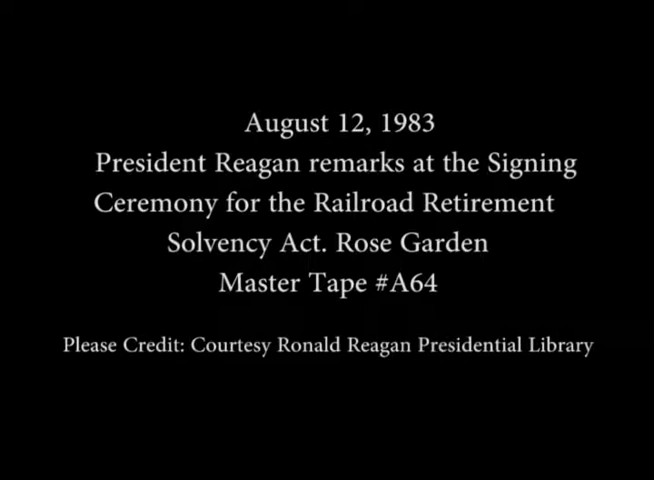 August 12, 1983
President Reagan remarks at the Signing
Ceremony for the Railroad Retirement
Solvency Act. Rose Garden
Master Tape #A64
Please Credit: Courtesy Ronald Reagan Presidential Library